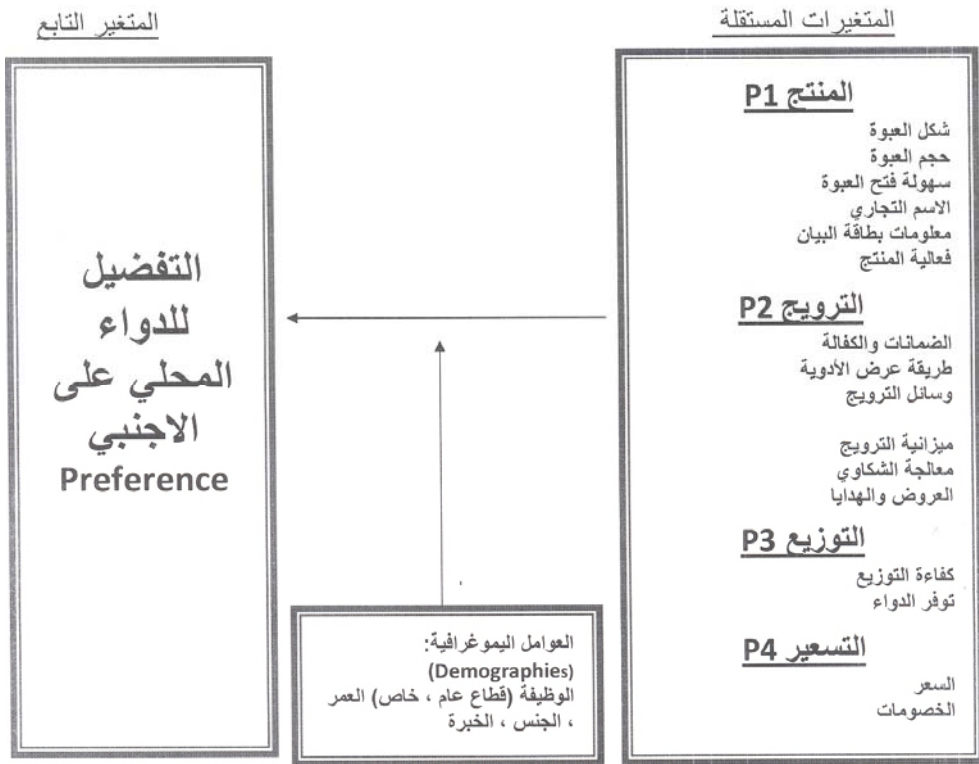 المتغيرات المستقلة
المنتج P1
شكل العبوة
حجم العبوة
سهولة فتح العبوة
الاسم التجاري
معلومات بطاقة البيان
فعالية المنتج
الترويج P2
الضمانات والكفالة
طريقة عرض الأدوية
وسائل الترويج
ميزانية الترويج
معالجة الشكاوي
العروض والهدايا
التوزيع P3
كفاءة التوزيع
توفر الدواء
التسعير P4
السعر
الخصومات
المتغير التابع
التفضيل
للدواء
المحلي على
الاجنبي
Preference
العوامل اليموغرافية:
(Demographies)
الوظيفة (قطاع عام ، خاص) العمر
، الجنس ، الخبرة